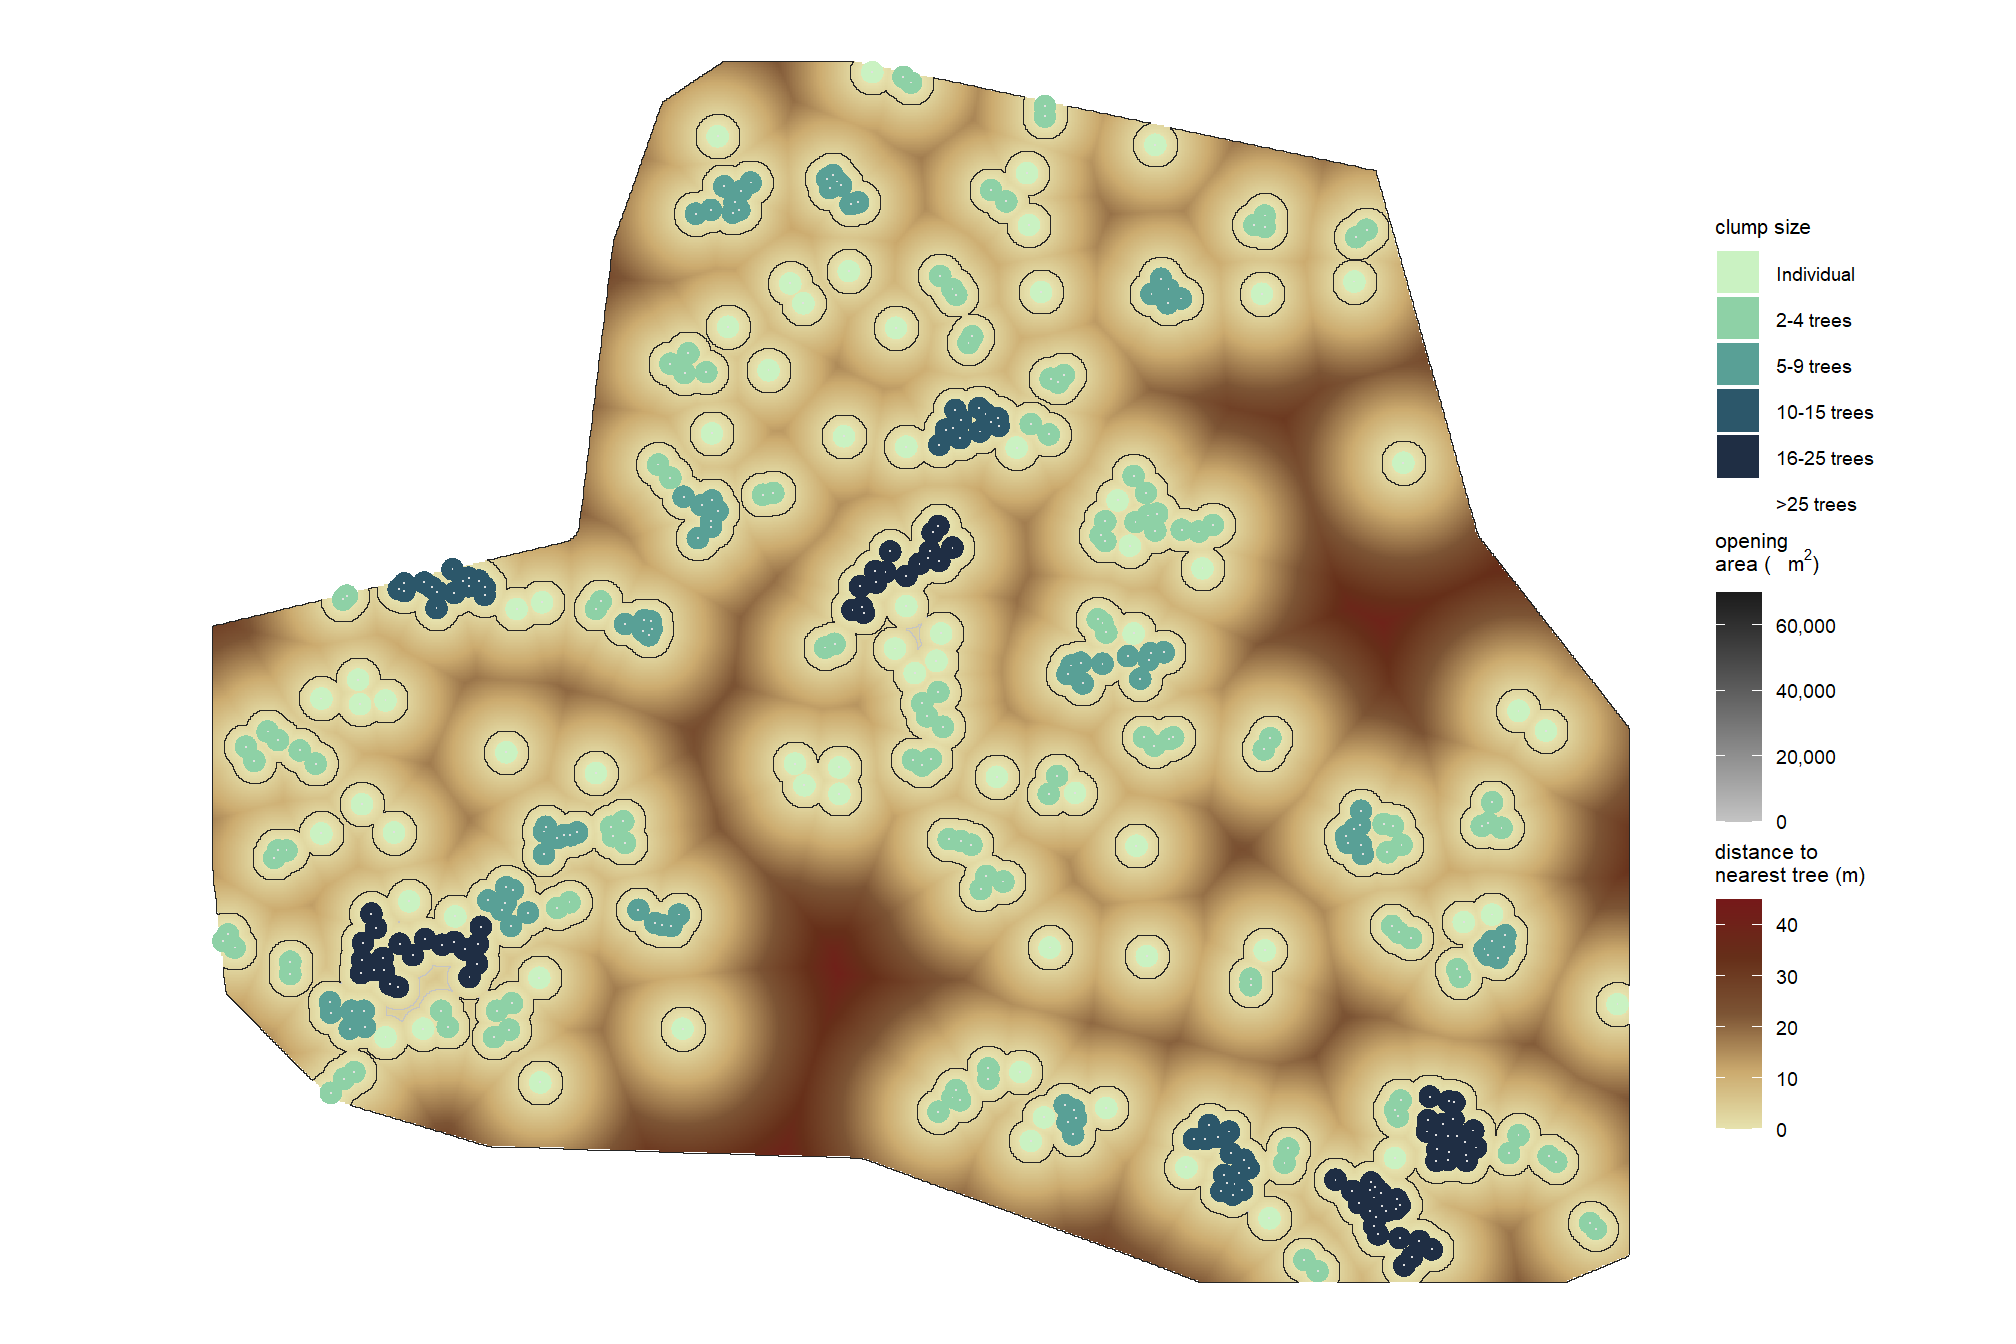 clump size
Individual
2-4 trees
5-9 trees
10-15 trees
16-25 trees
>25 trees
opening
area ( m²)
60,000
40,000
20,000
0
distance to
nearest tree (m)
40
30
20
10
0